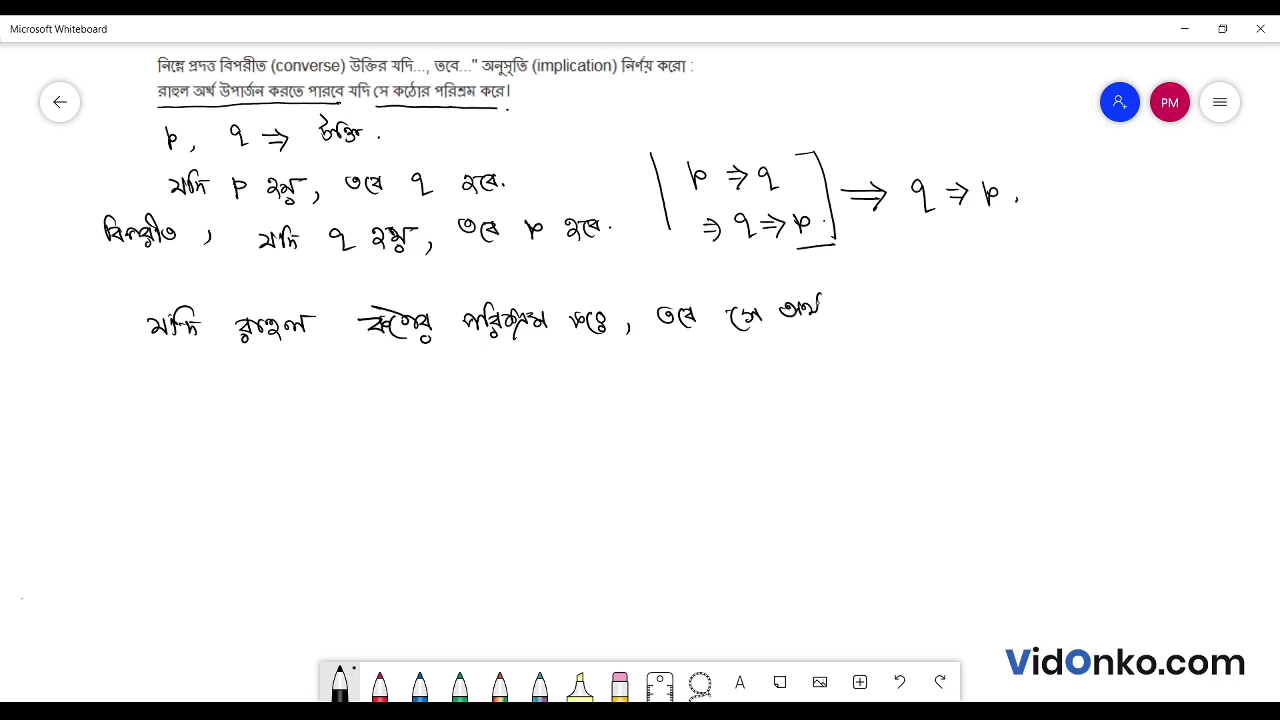 Microsoft Whiteboard
নিম্নে প্রদত্ত বিপরীত (converse) উক্তির যদি..., তবে..." অনুসৃতি (implication) নির্ণয় করো :
রাহুল অর্থ উপার্জন করতে পারবে যদি সে কঠোর পরিশ্রম করে।
PM
p, q ⇒ উক্তি.
যদি p হয়, তবে q হবে.
বিপরীত, যদি q হয়, তবে p হবে.
p ⇒ q
⇒ q ⇒ p.
⇒ q ⇒ p.
যদি রাহুল কঠোর পরিশ্রম করে, তবে সে অর্থ
A
VidOnko.com